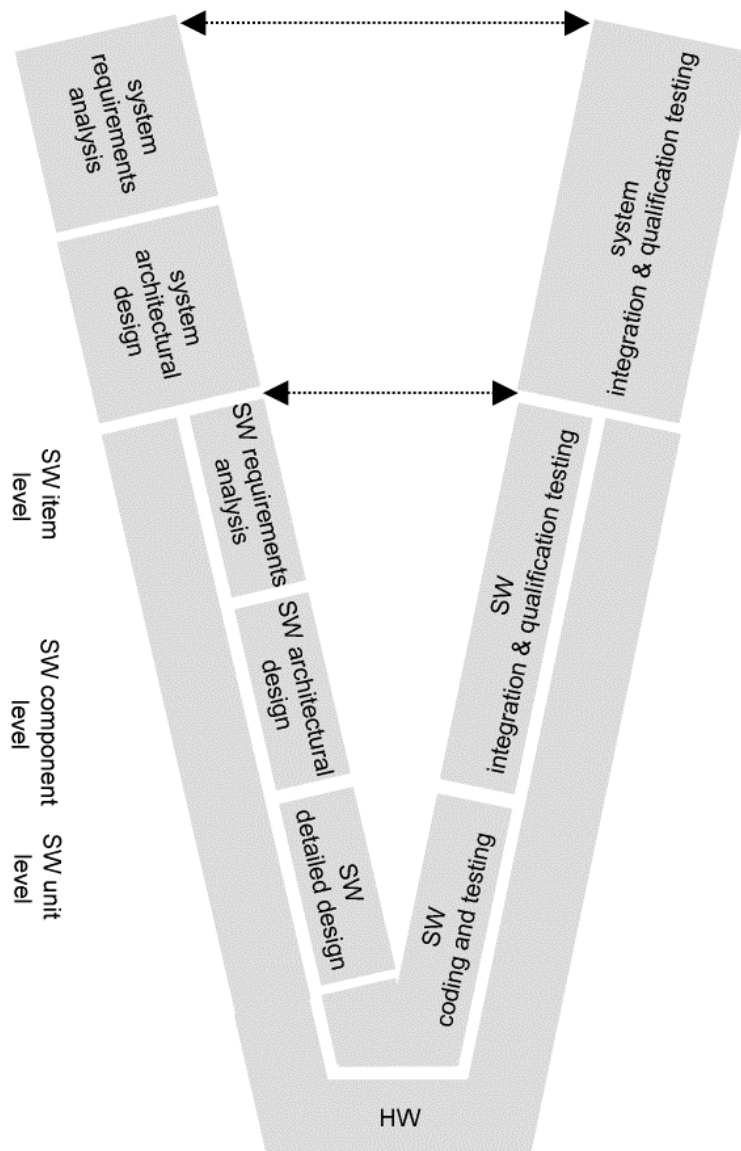 system
requirements
analysis
system
architectural
design
SW requirements
analysis
SW architectural
design
SW
detailed design
SW item
level
SW component
level
SW unit
level
system
integration & qualification testing
SW
integration & qualification testing
SW
coding and testing
HW